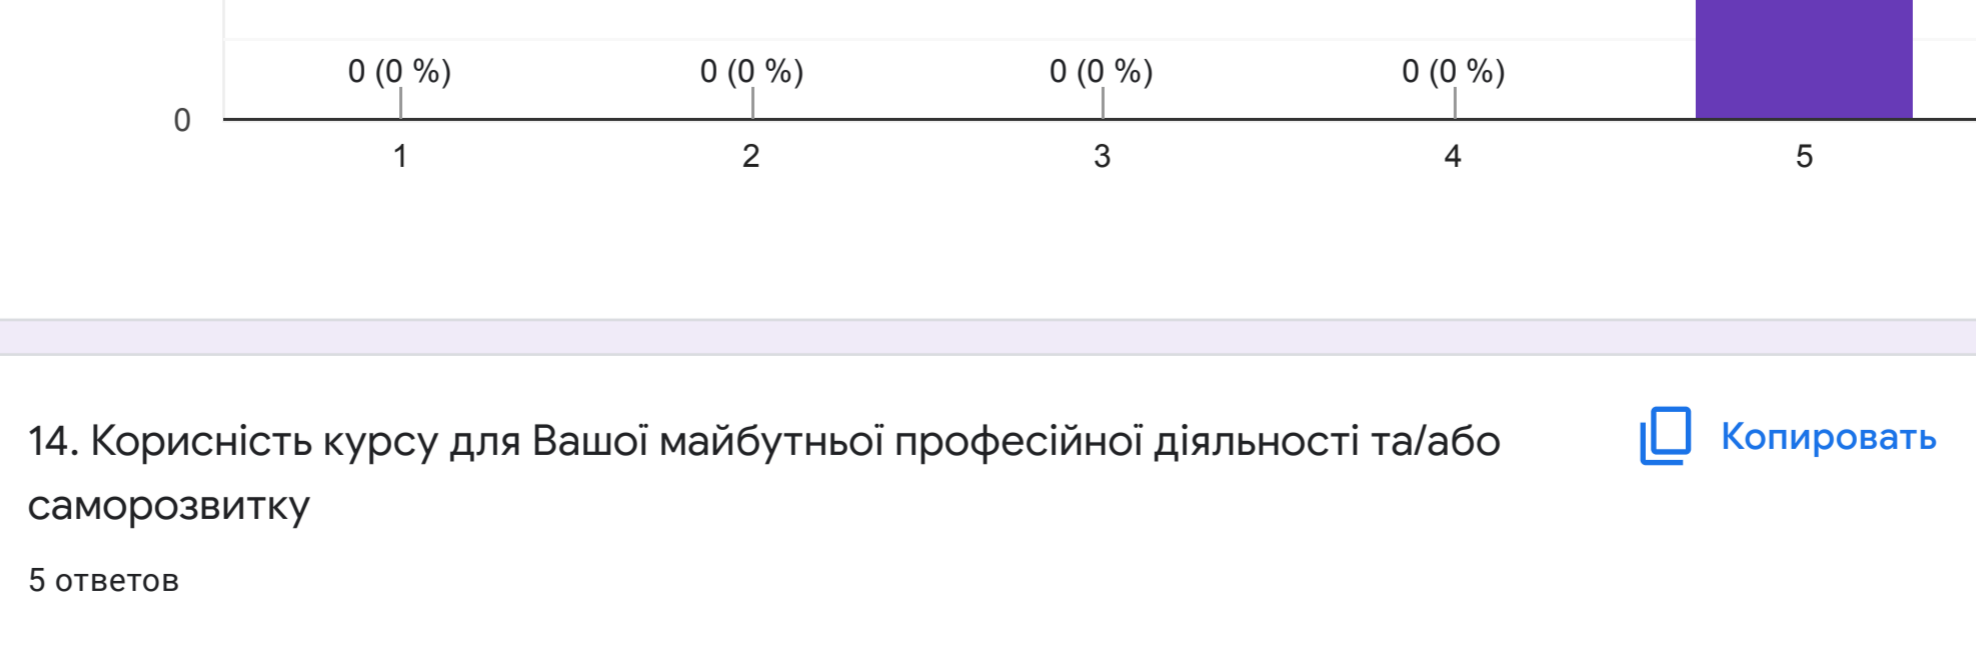 0 (0 %) 0 (0 %) 0 (0 %) 0 (0 %)
0
1 2 3 4 5
14. Корисність курсу для Вашої майбутньої професійної діяльності та/або
Копировать
саморозвитку
5 ответов